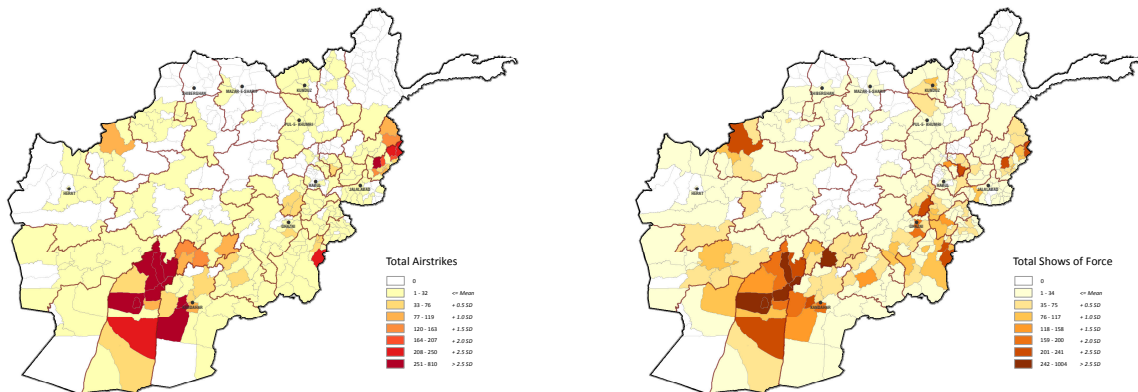 SHIBERGHAN
MAZAR-E-SHARIF
KUNDUZ
PUL-E-KHUMRI
HERAT
KABUL
JALALABAD
GHAZNI
KANDAHAR
Total Airstrikes
0
1 - 32 <= Mean
33 - 76 + 0.5 SD
77 - 119 + 1.0 SD
120 - 163 + 1.5 SD
164 - 207 + 2.0 SD
208 - 250 + 2.5 SD
251 - 810 > 2.5 SD
SHIBERGHAN
MAZAR-E-SHARIF
KUNDUZ
PUL-E-KHUMRI
HERAT
KABUL
JALALABAD
GHAZNI
KANDAHAR
Total Shows of Force
0
1 - 34 <= Mean
35 - 75 + 0.5 SD
76 - 117 + 1.0 SD
118 - 158 + 1.5 SD
159 - 200 + 2.0 SD
201 - 241 + 2.5 SD
242 - 1004 > 2.5 SD